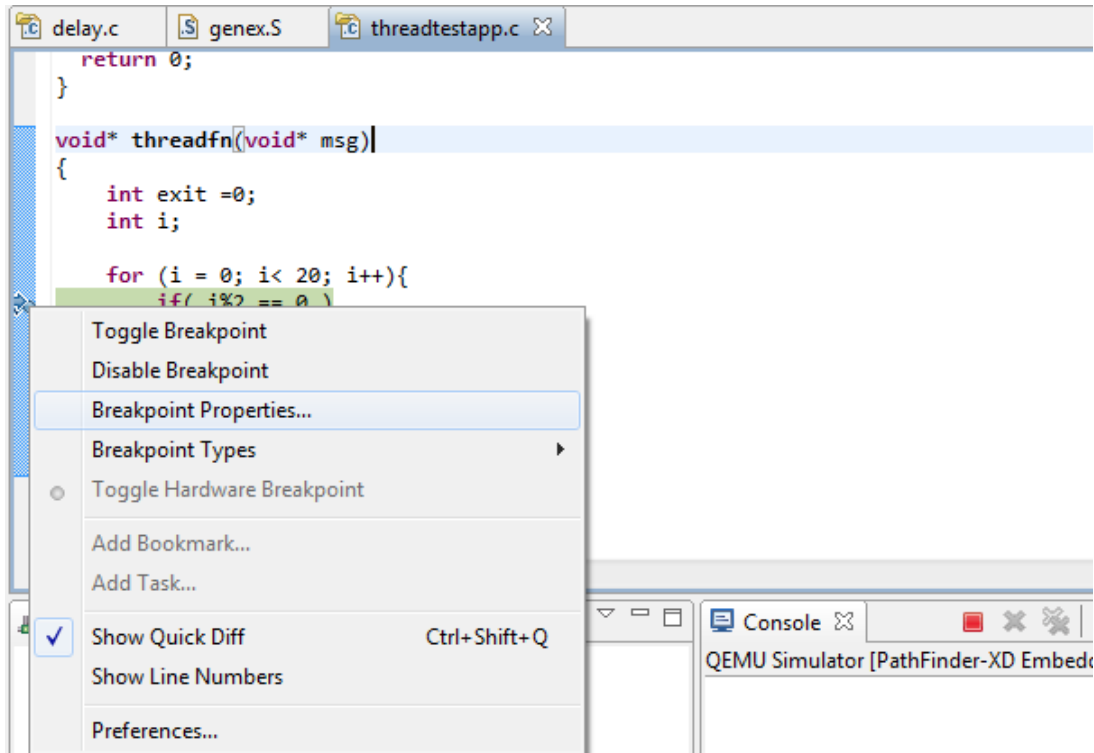 delay.c genex.S threadtestapp.c
return 0;
}
void* threadfn(void* msg)
{
int exit =0;
int i;
for (i = 0; i< 20; i++){
if( i%2 == 0 )
Toggle Breakpoint
Disable Breakpoint
Breakpoint Properties...
Breakpoint Types
Toggle Hardware Breakpoint
Add Bookmark...
Add Task...
Show Quick Diff Ctrl+Shift+Q
Show Line Numbers
Preferences...
Console
QEMU Simulator [PathFinder-XD Embedd